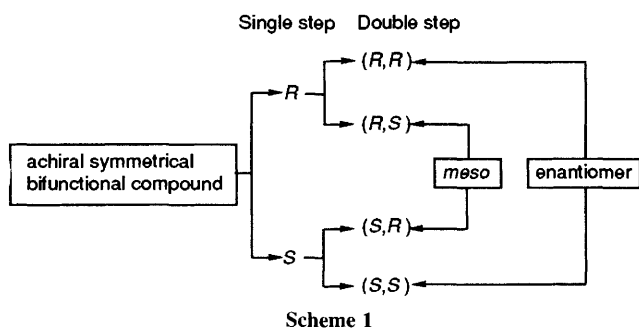 Single step Double step
(R,R)
R
(R,S)
achiral symmetrical
bifunctional compound
meso
enantiomer
(S,R)
S
(S,S)
Scheme 1